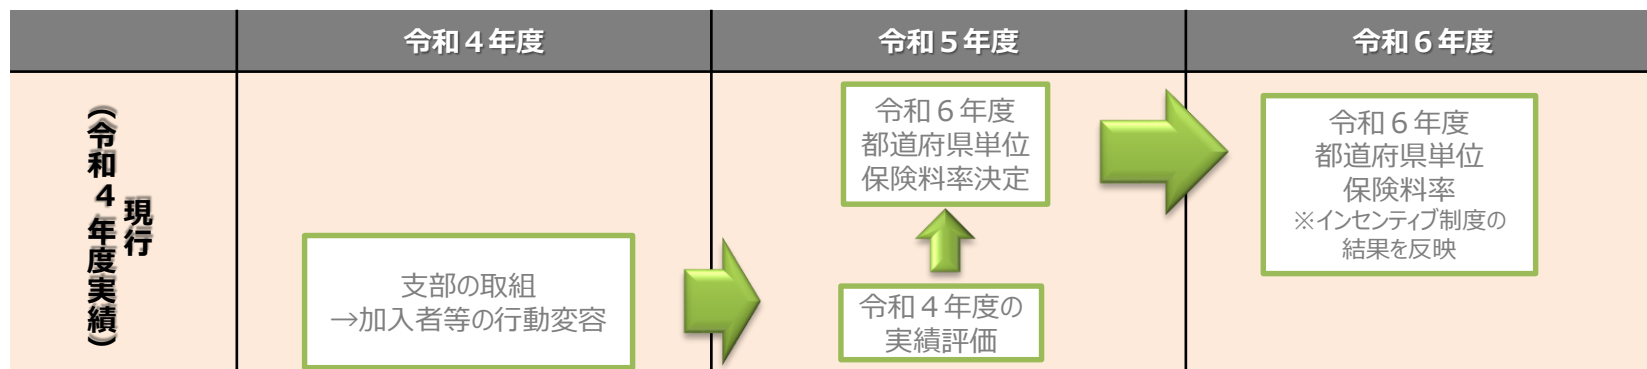 令和４年度
令和５年度
令和６年度
現行
（令和４年度実績）
支部の取組
→加入者等の行動変容
令和６年度
都道府県単位
保険料率決定
令和４年度の
実績評価
令和６年度
都道府県単位
保険料率
※インセンティブ制度の
結果を反映